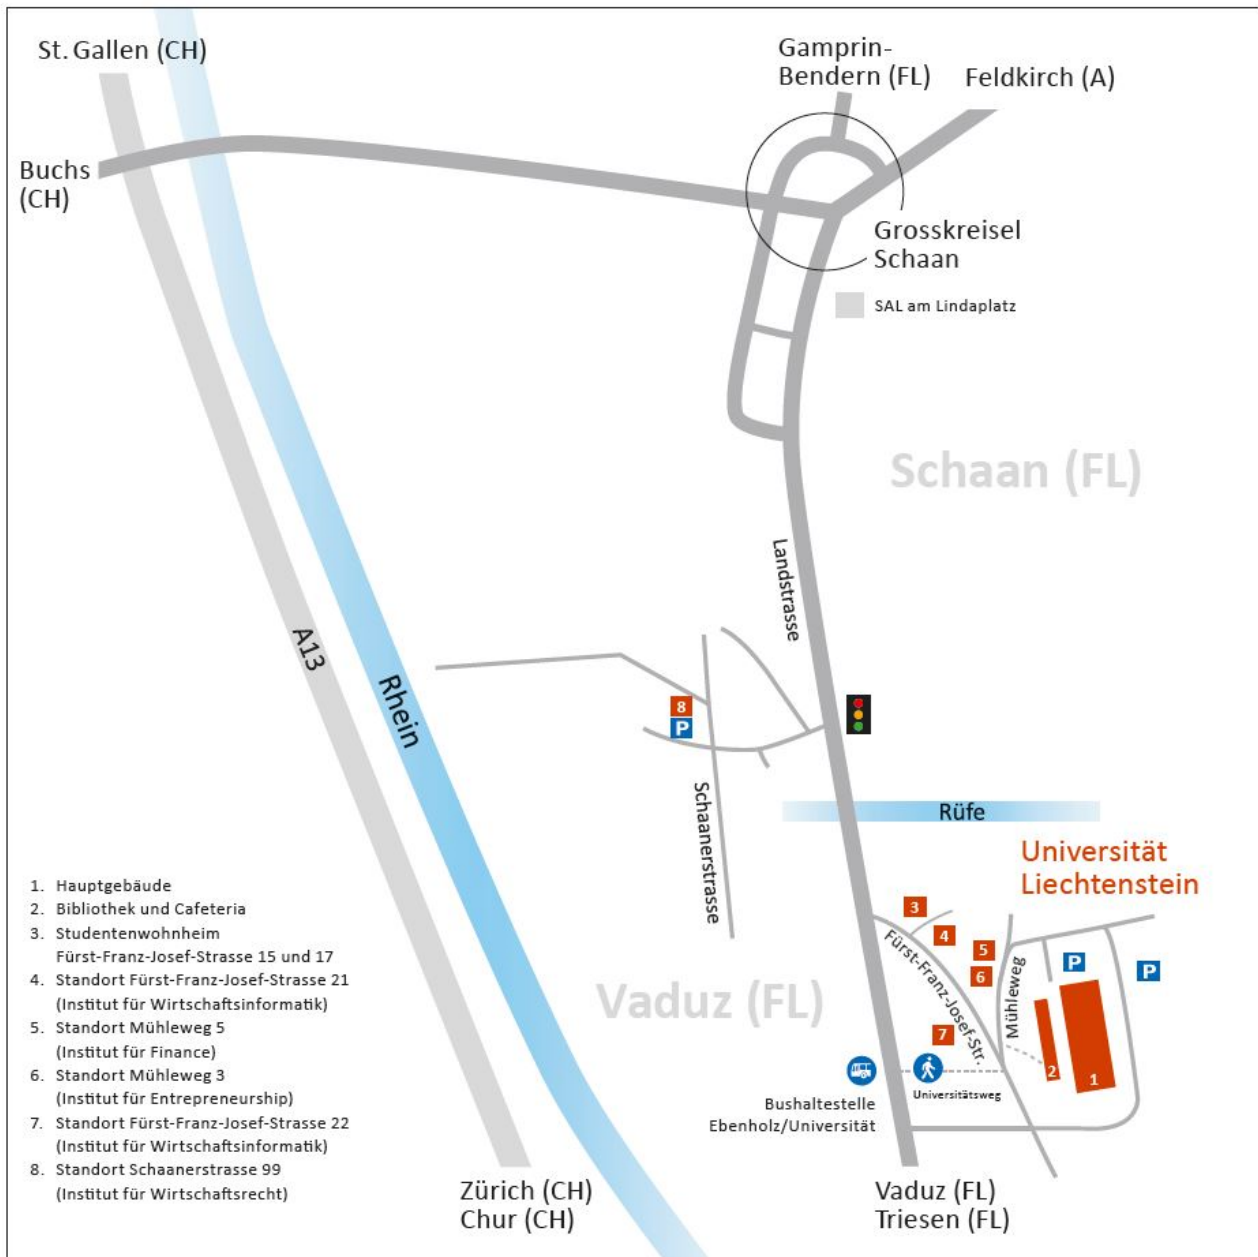 St. Gallen (CH)
Gamprin-
Bendern (FL)
Feldkirch (A)
Buchs
(CH)
Grosskreisel
Schaan
SAL am Lindaplatz
Schaan (FL)
Landstrasse
A13
Rhein
8
P
Schaanerstrasse
Rüfe
Universität
Liechtenstein
3
4
5
6
P
P
Fürst-Franz-Josef-Str.
Mühleweg
Vaduz (FL)
7
2
1
Universitätsweg
Bushaltestelle
Ebenholz/Universität
1. Hauptgebäude
2. Bibliothek und Cafeteria
3. Studentenwohnheim
Fürst-Franz-Josef-Strasse 15 und 17
4. Standort Fürst-Franz-Josef-Strasse 21
(Institut für Wirtschaftsinformatik)
5. Standort Mühleweg 5
(Institut für Finance)
6. Standort Mühleweg 3
(Institut für Entrepreneurship)
7. Standort Fürst-Franz-Josef-Strasse 22
(Institut für Wirtschaftsinformatik)
8. Standort Schaanerstrasse 99
(Institut für Wirtschaftsrecht)
Zürich (CH)
Chur (CH)
Vaduz (FL)
Triesen (FL)